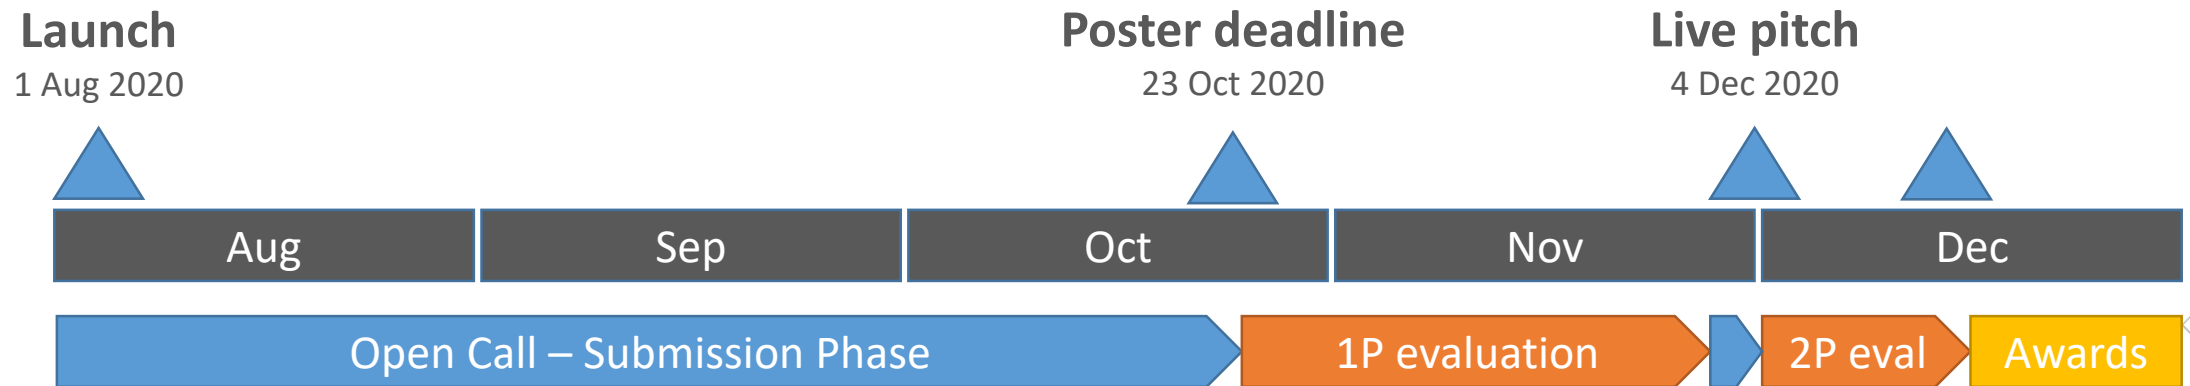 Launch
1 Aug 2020
Poster deadline
23 Oct 2020
Live pitch
4 Dec 2020
Aug
Sep
Oct
Nov
Dec
Open Call – Submission Phase
1P evaluation
2P eval
Awards